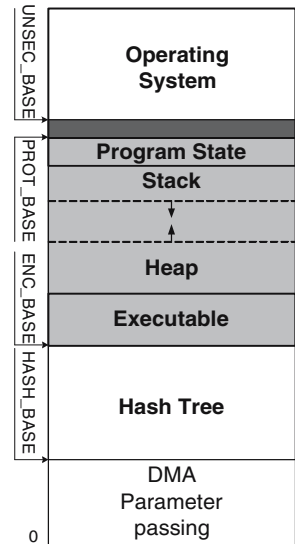 UNSEC_BASE
PROT_BASE
ENC_BASE
HASH_BASE
0
Operating
System
Program State
Stack
Heap
Executable
Hash Tree
DMA
Parameter
passing